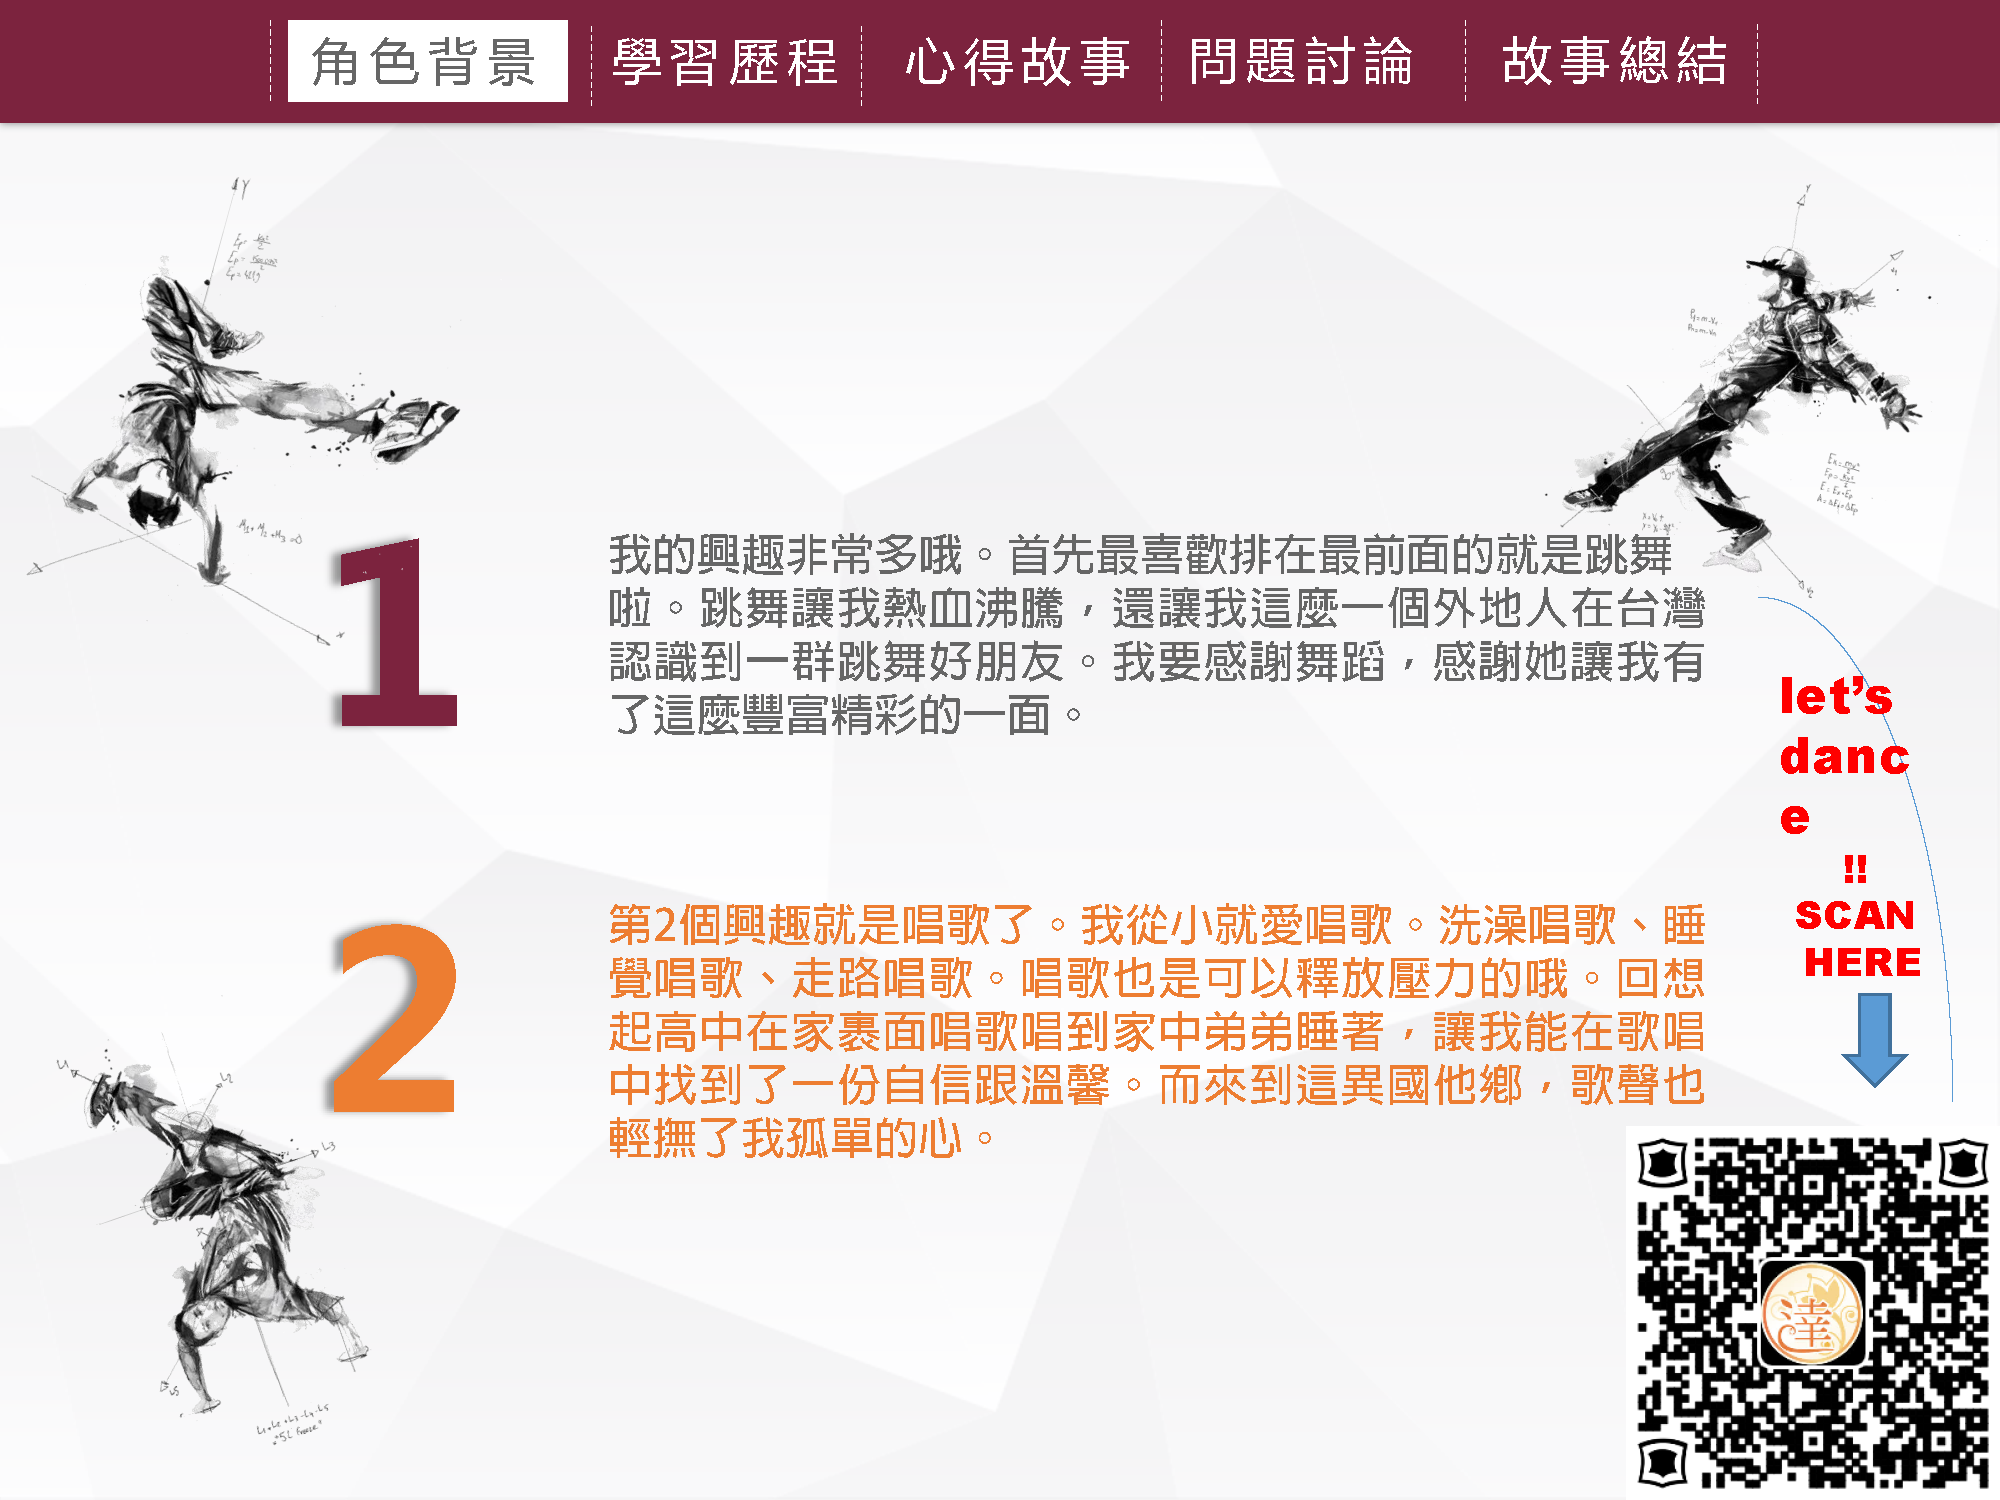 角色背景
學習歷程
心得故事
問題討論
故事總結
1
我的興趣非常多哦。首先最喜歡排在最前面的就是跳舞
啦。跳舞讓我熱血沸騰，還讓我這麼一個外地人在台灣
認識到一群跳舞好朋友。我要感謝舞蹈，感謝她讓我有
了這麼豐富精彩的一面。
2
第2個興趣就是唱歌了。我從小就愛唱歌。洗澡唱歌、睡
覺唱歌、走路唱歌。唱歌也是可以釋放壓力的哦。回想
起高中在家裹面唱歌唱到家中弟弟睡著，讓我能在歌唱
中找到了一份自信跟溫馨。而來到這異國他鄉，歌聲也
輕撫了我孤單的心。
let’s
danc
e
!!
SCAN
HERE
達